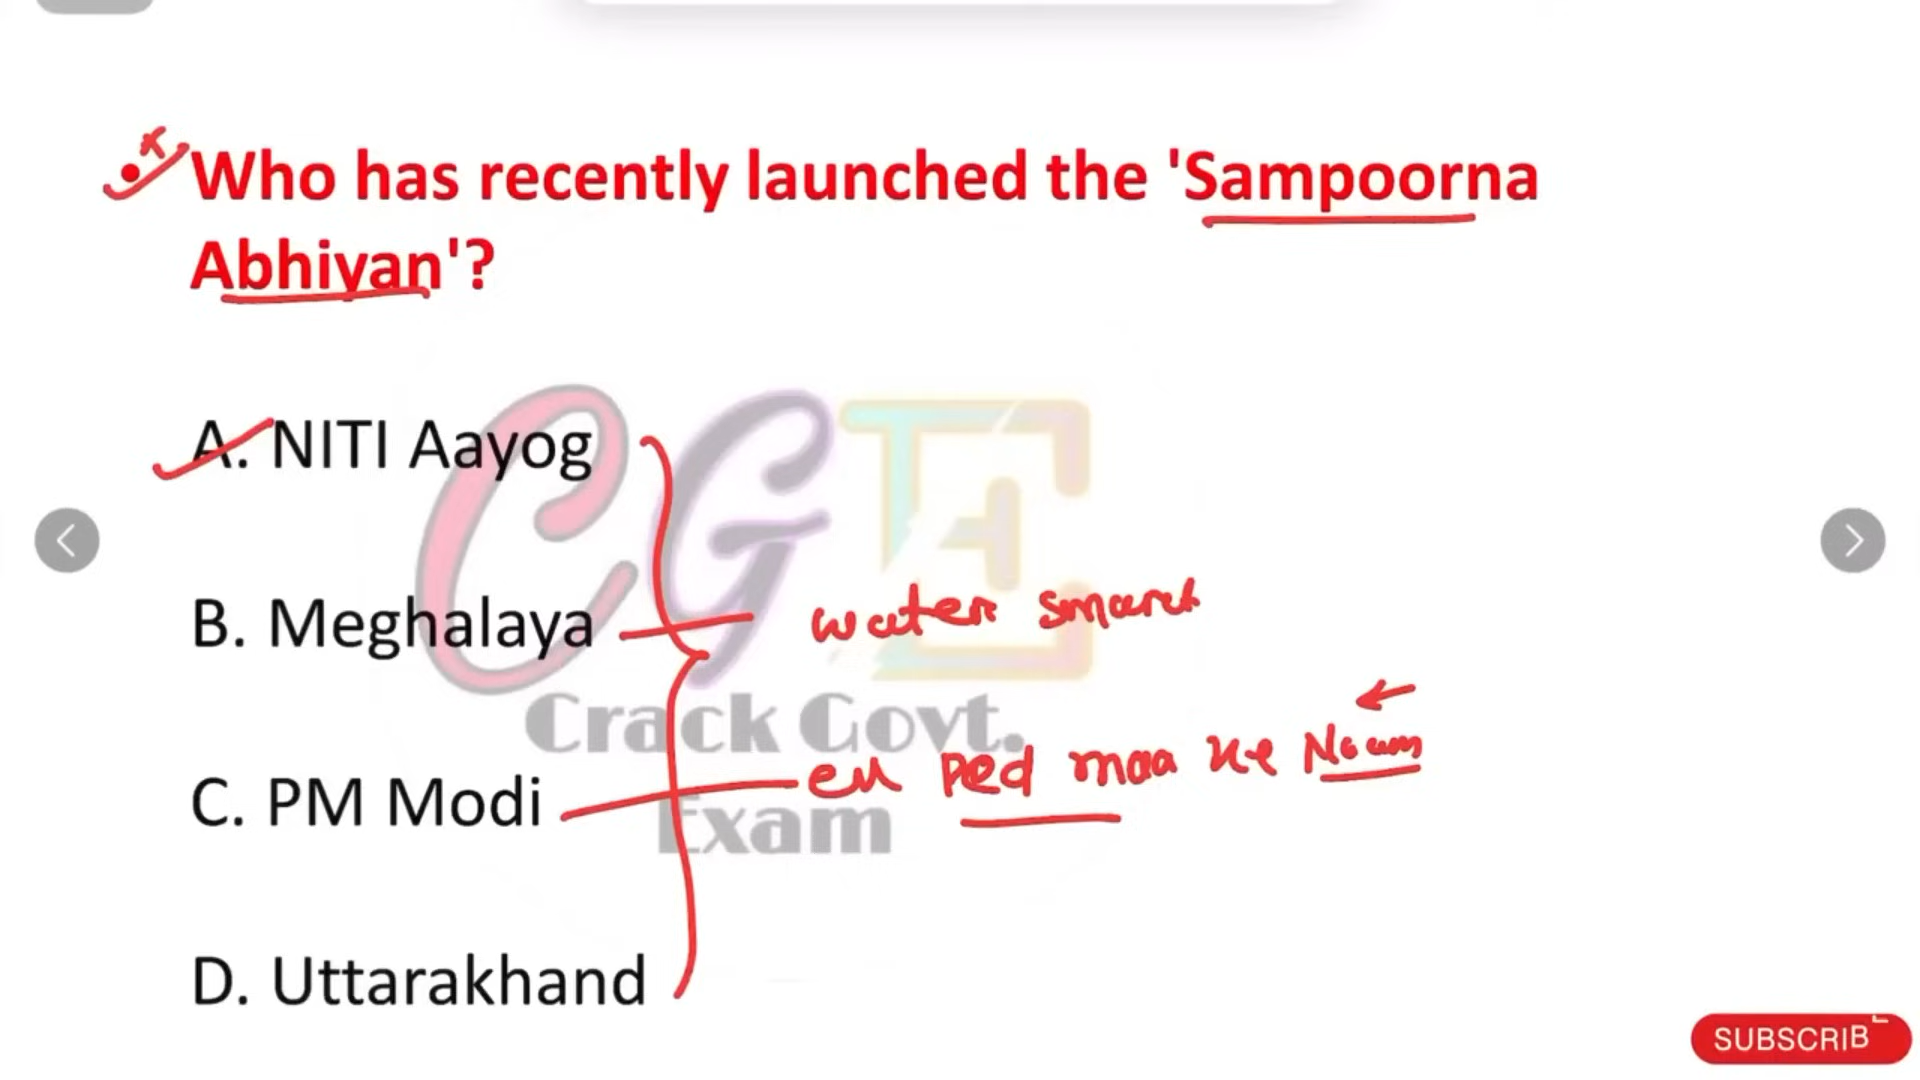 Who has recently launched the 'Sampoorna
Abhiyan'?
A. NITI Aayog
B. Meghalaya
water smart
C. PM Modi
Ped maa ke Naam
D. Uttarakhand
CGE
Crack Govt.
Exam
SUBSCRIB